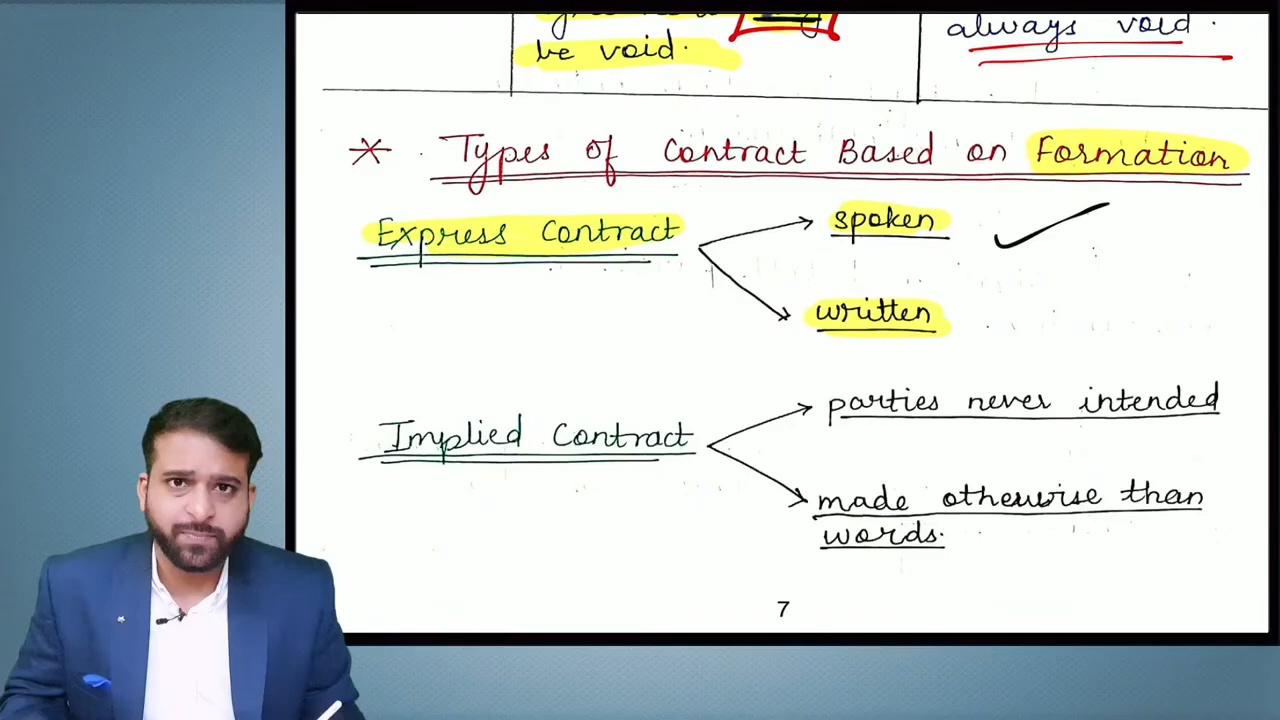 be void.
always void.
* Types of Contract Based on Formation
Express Contract
spoken
written
Implied Contract
parties never intended
made otherwise than
words.
7